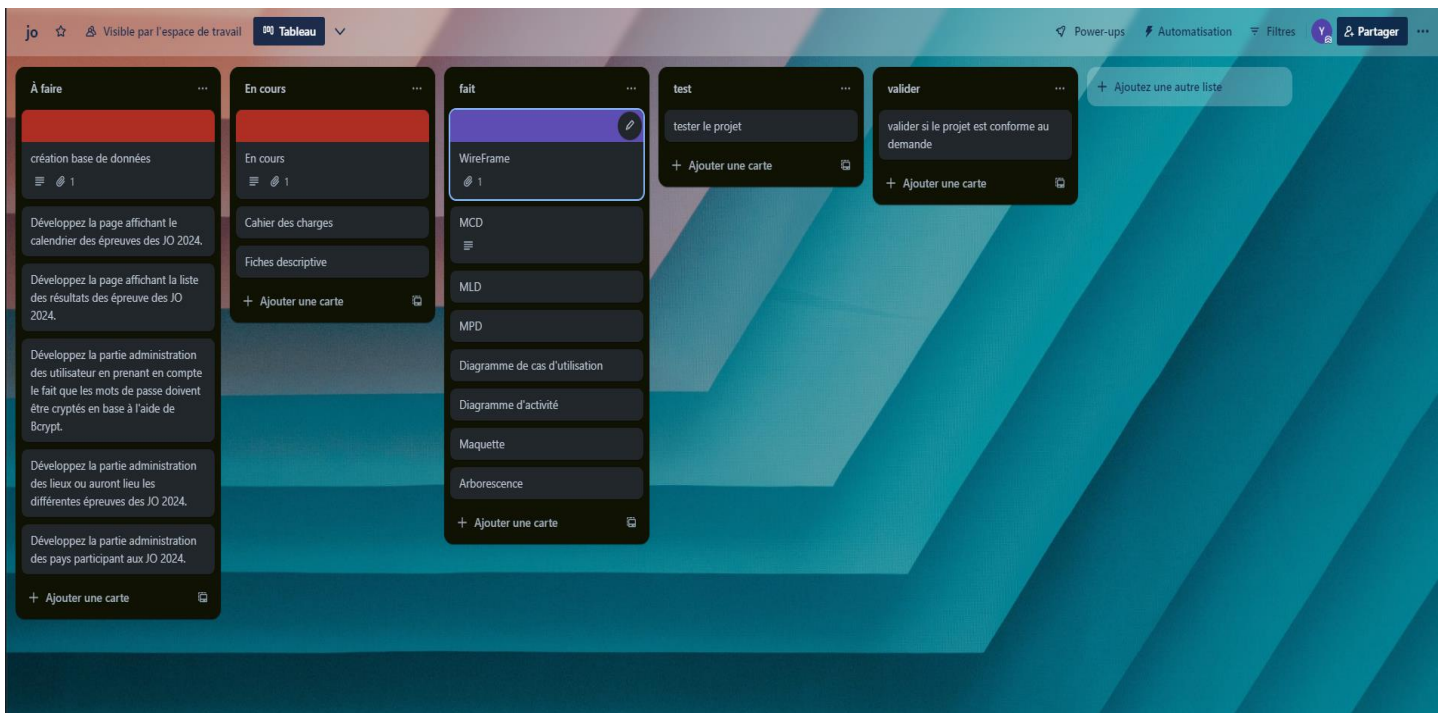 jo
Visible par l'espace de travail
Tableau
Power-ups
Automatisation
Filtres
Y
Partager
À faire
création base de données
1
Développez la page affichant le
calendrier des épreuves des JO 2024.
Développez la page affichant la liste
des résultats des épreuve des JO
2024.
Développez la partie administration
des utilisateur en prenant en compte
le fait que les mots de passe doivent
être cryptés en base à l'aide de
Bcrypt.
Développez la partie administration
des lieux ou auront lieu les
différentes épreuves des JO 2024.
Développez la partie administration
des pays participant aux JO 2024.
+ Ajouter une carte
En cours
En cours
1
Cahier des charges
Fiches descriptive
+ Ajouter une carte
fait
WireFrame
1
MCD
MLD
MPD
Diagramme de cas d'utilisation
Diagramme d'activité
Maquette
Arborescence
+ Ajouter une carte
test
tester le projet
+ Ajouter une carte
valider
valider si le projet est conforme au
demande
+ Ajouter une carte
+ Ajoutez une autre liste